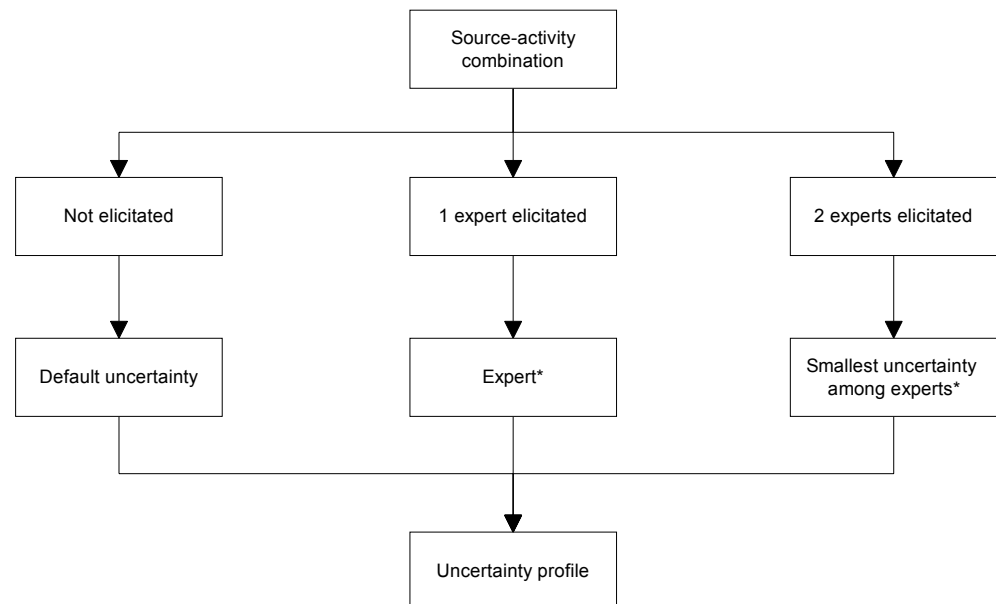 Source-activity
combination
Not elicitated
1 expert elicitated
2 experts elicitated
Default uncertainty
Expert*
Smallest uncertainty
among experts*
Uncertainty profile